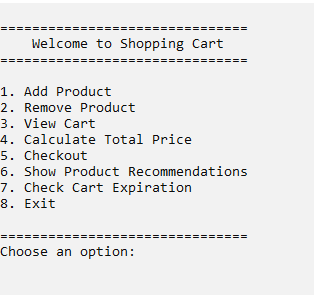 ===============================
Welcome to Shopping Cart
===============================
1. Add Product
2. Remove Product
3. View Cart
4. Calculate Total Price
5. Checkout
6. Show Product Recommendations
7. Check Cart Expiration
8. Exit
===============================
Choose an option: